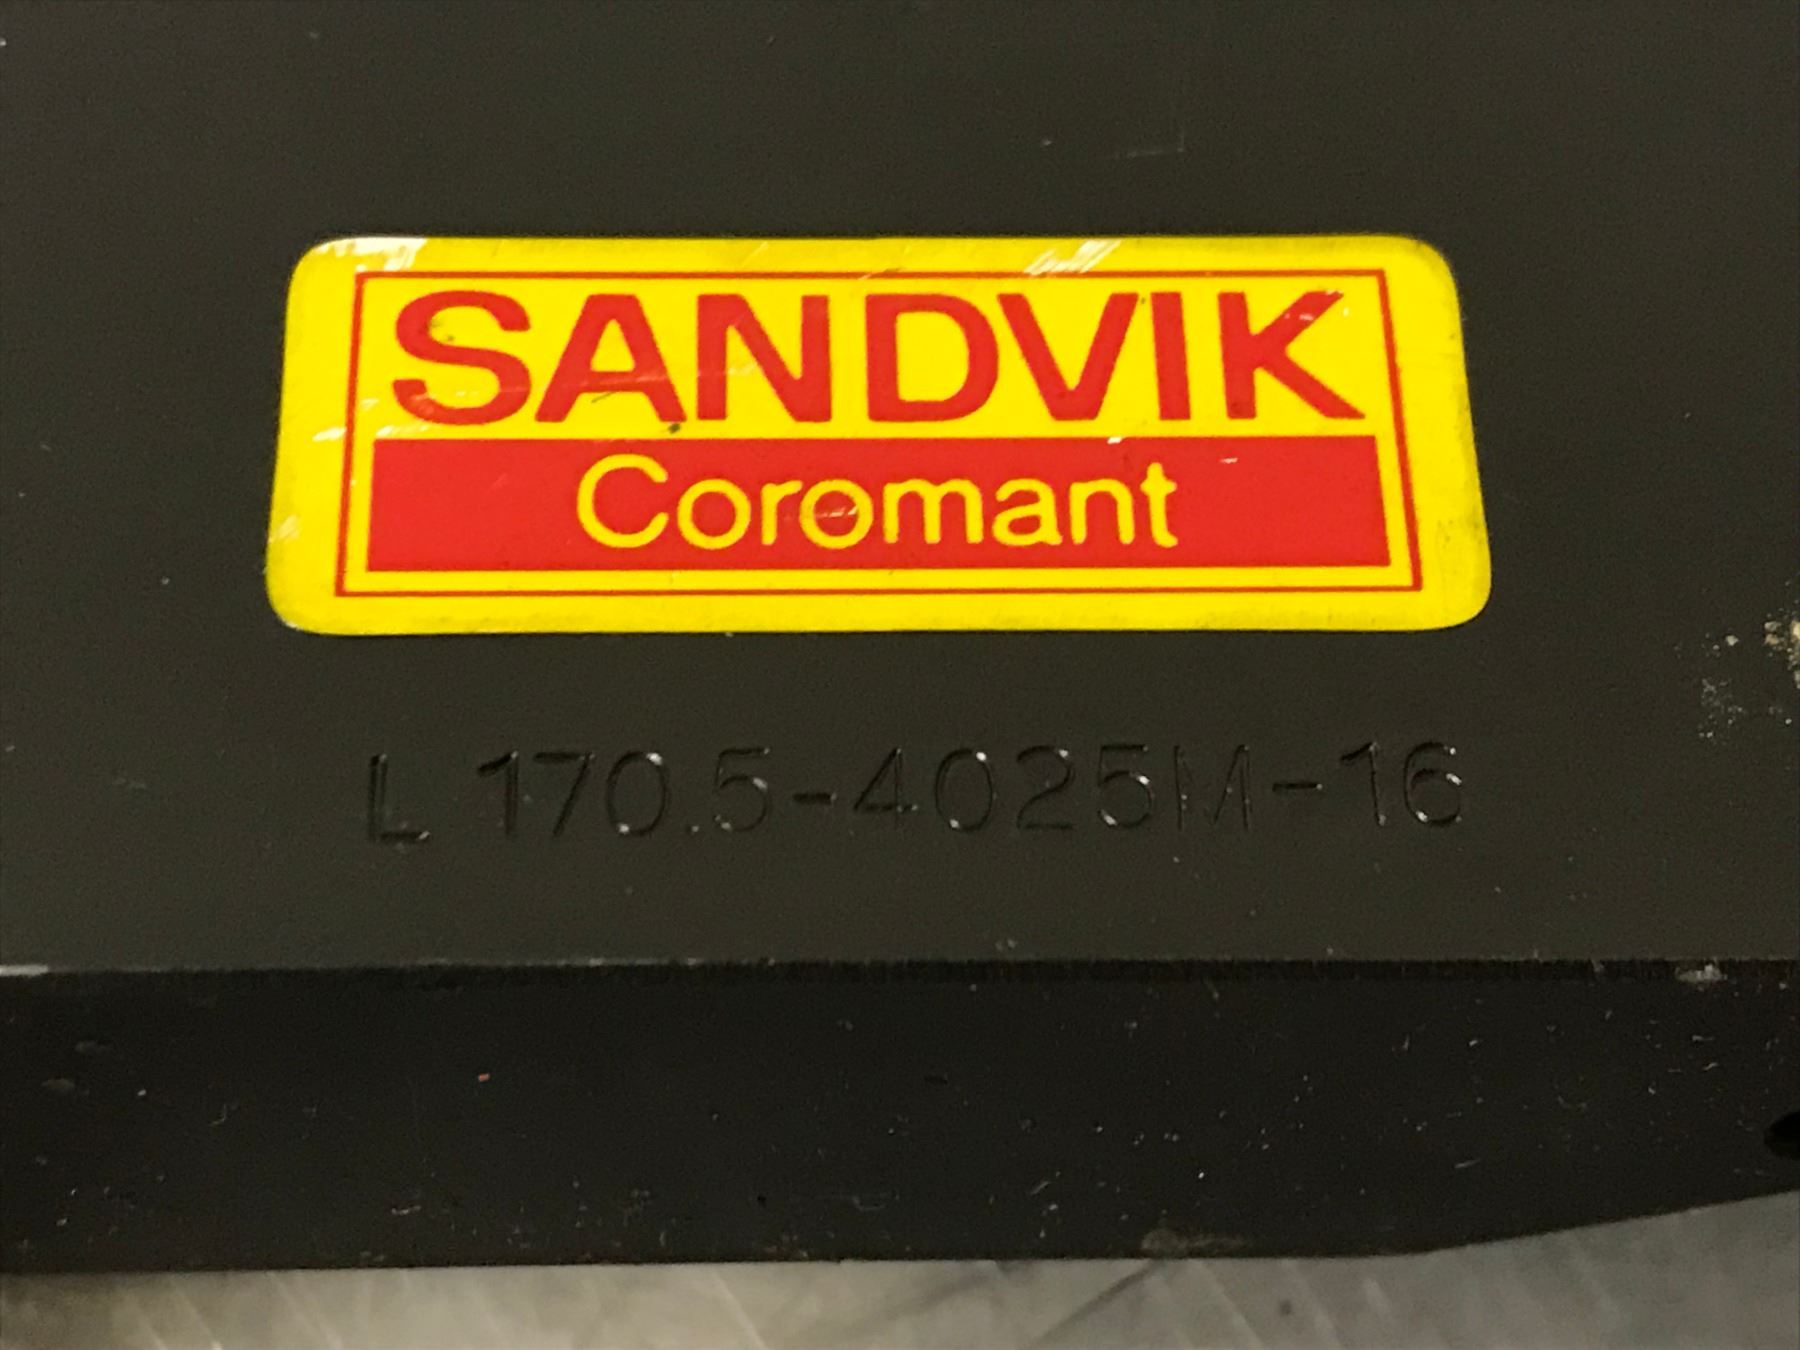 SANDVIK
Coromant
L 170.5-4025M-16